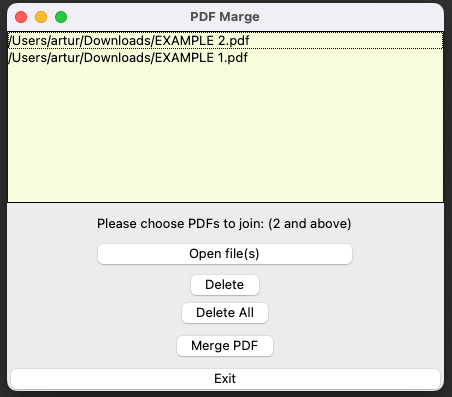 PDF Marge
/Users/artur/Downloads/EXAMPLE 2.pdf
/Users/artur/Downloads/EXAMPLE 1.pdf
Please choose PDFs to join: (2 and above)
Open file(s)
Delete
Delete All
Merge PDF
Exit